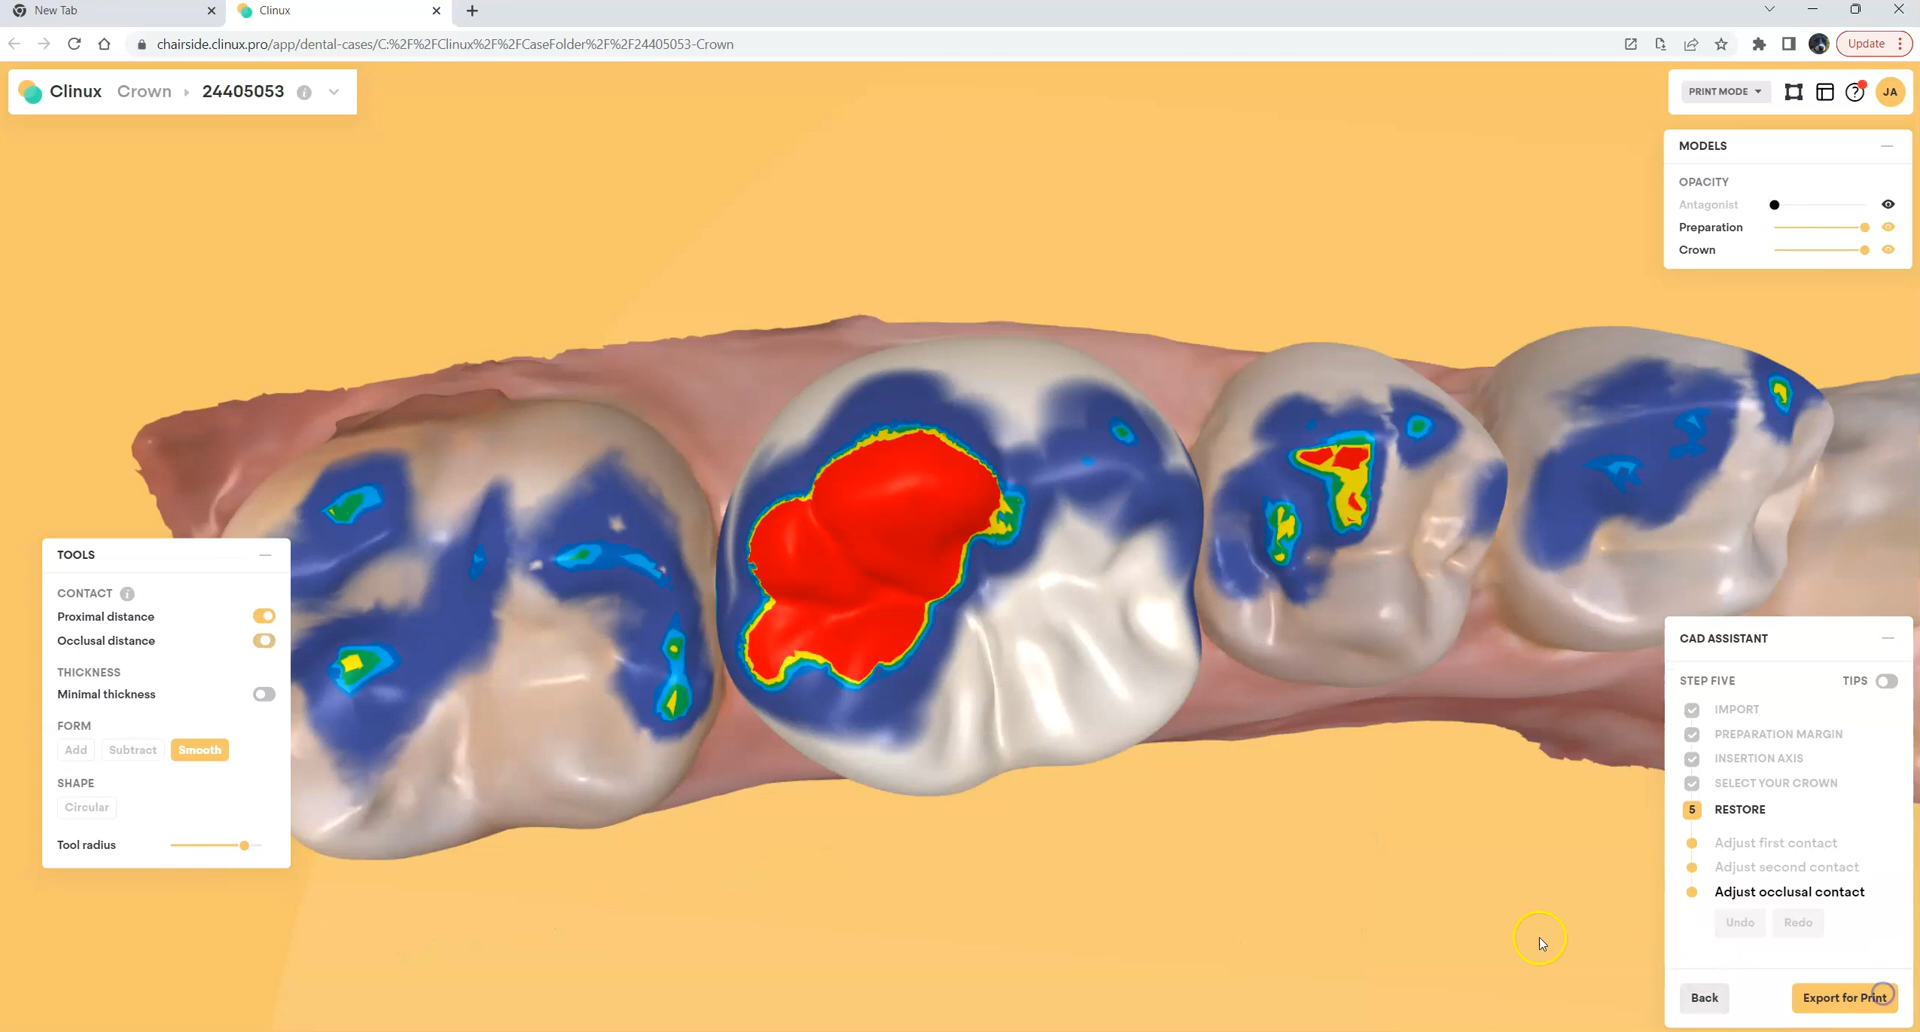 New Tab
Clinux
chairside.clinux.pro/app/dental-cases/C:%2F%2FClinux%2F%2FCaseFolder%2F%2F24405053-Crown
Update
Clinux Crown 24405053
PRINT MODE
JA
MODELS
OPACITY
Antagonist
Preparation
Crown
TOOLS
CONTACT
Proximal distance
Occlusal distance
THICKNESS
Minimal thickness
FORM
Add Subtract Smooth
SHAPE
Circular
Tool radius
CAD ASSISTANT
STEP FIVE TIPS
IMPORT
PREPARATION MARGIN
INSERTION AXIS
SELECT YOUR CROWN
5 RESTORE
Adjust first contact
Adjust second contact
Adjust occlusal contact
Undo Redo
Back Export for Print